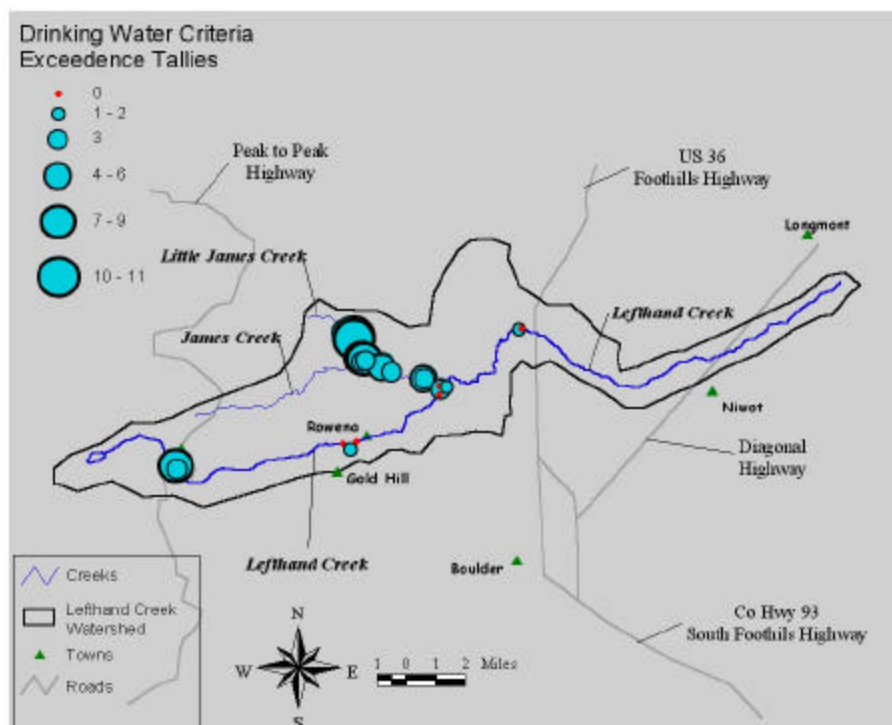 Drinking Water Criteria
Exceedence Tallies
0
1 - 2
3
4 - 6
7 - 9
10 - 11
Peak to Peak
Highway
US 36
Foothills Highway
Longmont
Little James Creek
James Creek
Lefthand Creek
Rowena
Gold Hill
Niwot
Diagonal
Highway
Lefthand Creek
Boulder
Co Hwy 93
South Foothils Highway
Creeks
Lefthand Creek
Watershed
Towns
Roads
N
W
E
S
1 0 1 2 Miles